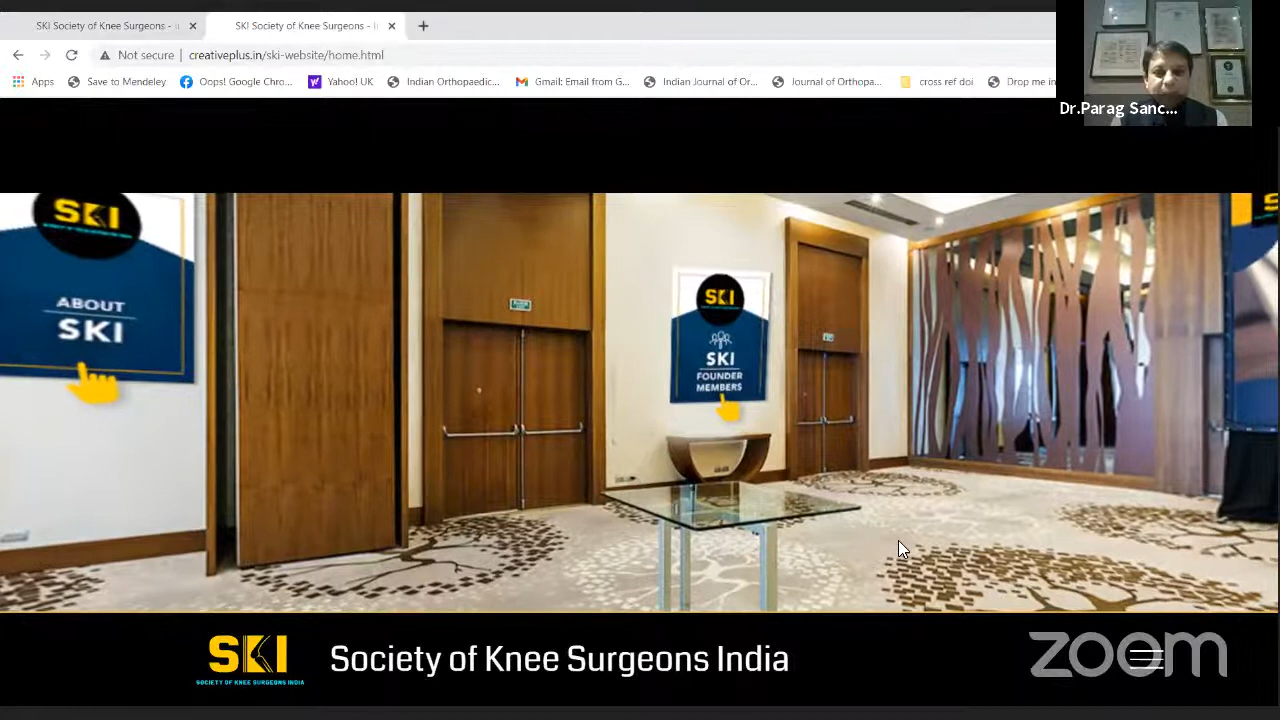 SKI Society of Knee Surgeons -
SKI Society of Knee Surgeons -
Not secure | creativeplus.in/ski-website/home.html
Apps Save to Mendeley Oops! Google Chro... Yahoo! UK Indian Orthopaedic... Gmail: Email from G... Indian Journal of Or... Journal of Orthopa... cross ref doi Drop me in
Dr.Parag Sanc...
SKI
ABOUT
SKI
SKI
SKI
FOUNDER
MEMBERS
SKI
SOCIETY OF KNEE SURGEONS INDIA
Society of Knee Surgeons India
zoom